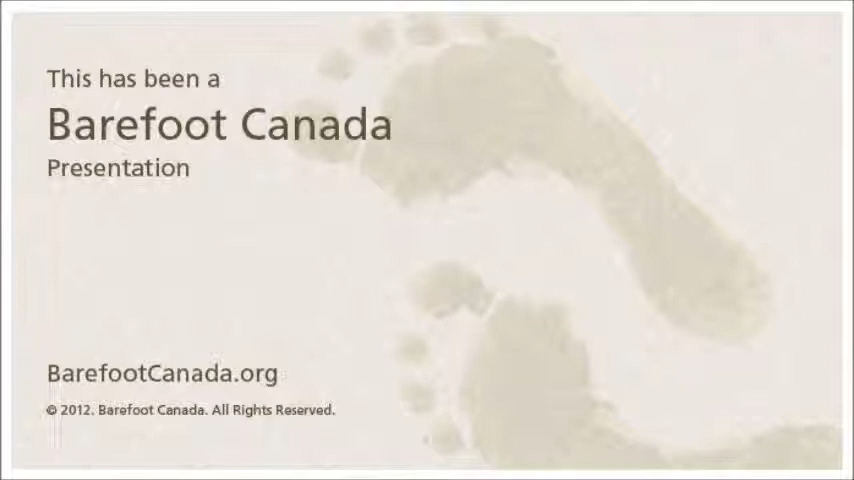 This has been a
Barefoot Canada
Presentation
BarefootCanada.org
© 2012. Barefoot Canada. All Rights Reserved.